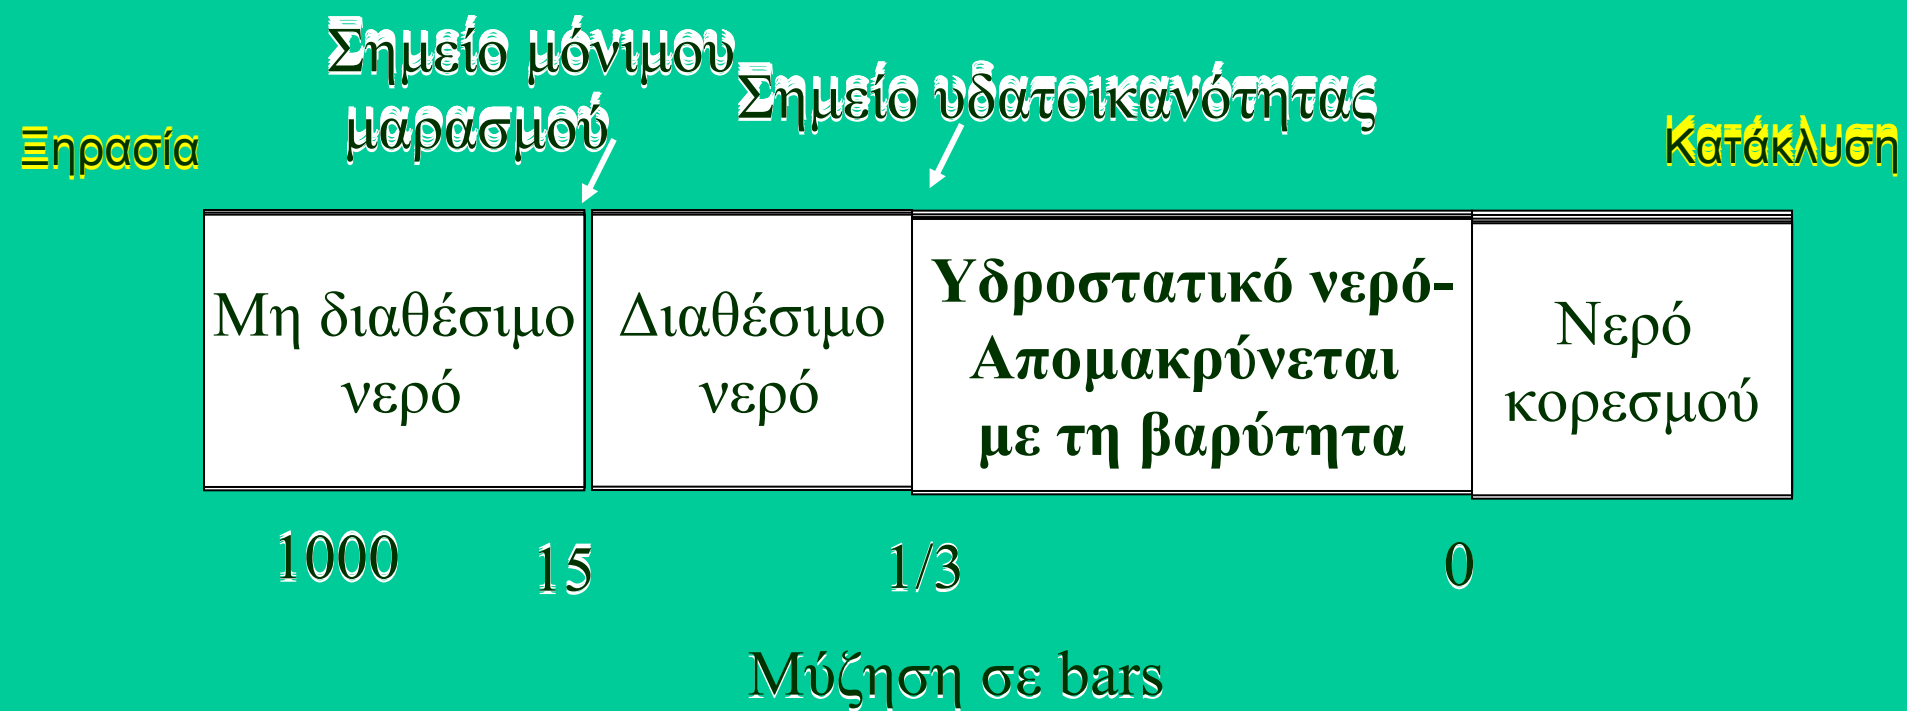 Σημείο μόνιμου
μαρασμού
Σημείο υδατοικανότητας
Ξηρασία
Κατάκλυση
Μη διαθέσιμο
νερό
Διαθέσιμο
νερό
Υδροστατικό νερό-
Απομακρύνεται
με τη βαρύτητα
Νερό
κορεσμού
1000
15
1/3
0
Μύζηση σε bars